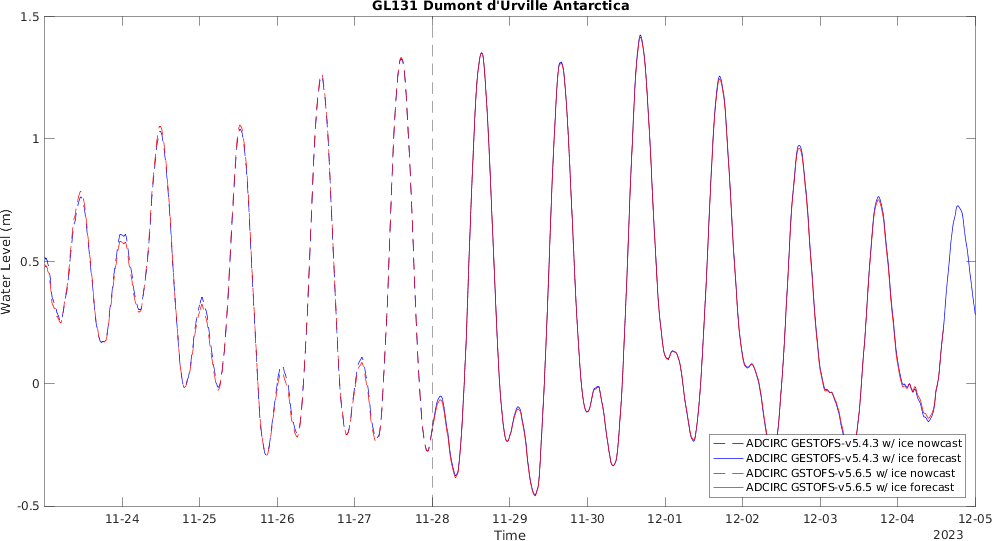 GL131 Dumont d'Urville Antarctica
1.5
1
0.5
0
-0.5
Water Level (m)
ADCIRC GESTOFS-v5.4.3 w/ ice nowcast
ADCIRC GESTOFS-v5.4.3 w/ ice forecast
ADCIRC GSTOFS-v5.6.5 w/ ice nowcast
ADCIRC GSTOFS-v5.6.5 w/ ice forecast
11-24 11-25 11-26 11-27 11-28 11-29 11-30 12-01 12-02 12-03 12-04 12-05
Time
2023